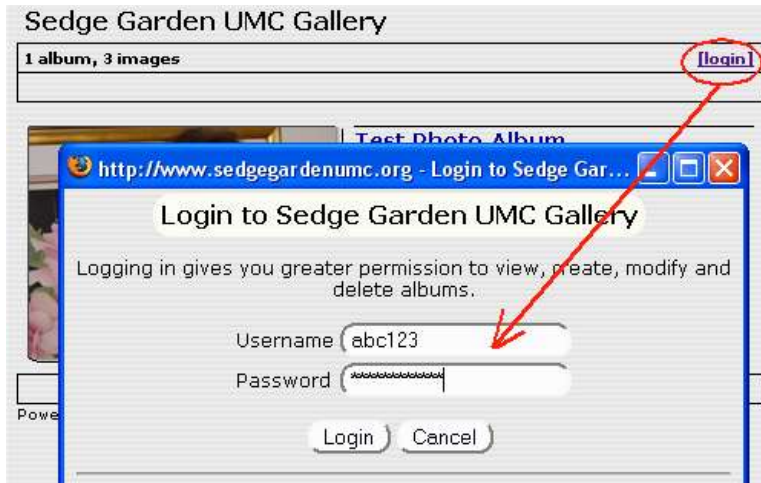 Sedge Garden UMC Gallery
1 album, 3 images [login]
Test Photo Album
http://www.sedgegardenumc.org - Login to Sedge Gar...
Login to Sedge Garden UMC Gallery
Logging in gives you greater permission to view, create, modify and
delete albums.
Username abc123
Password
Powe
Login Cancel